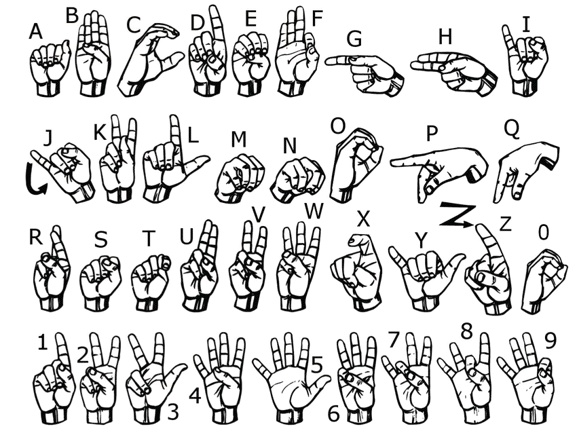 A B C D E F G H I
J K L M N O P Q
R S T U V W X Y Z 0
1 2 3 4 5 6 7 8 9